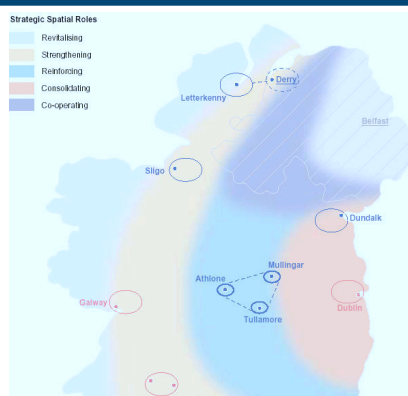 Strategic Spatial Roles
Revitalising
Strengthening
Reinforcing
Consolidating
Co-operating
Derry
Letterkenny
Belfast
Sligo
Dundalk
Mullingar
Athlone
Galway
Dublin
Tullamore